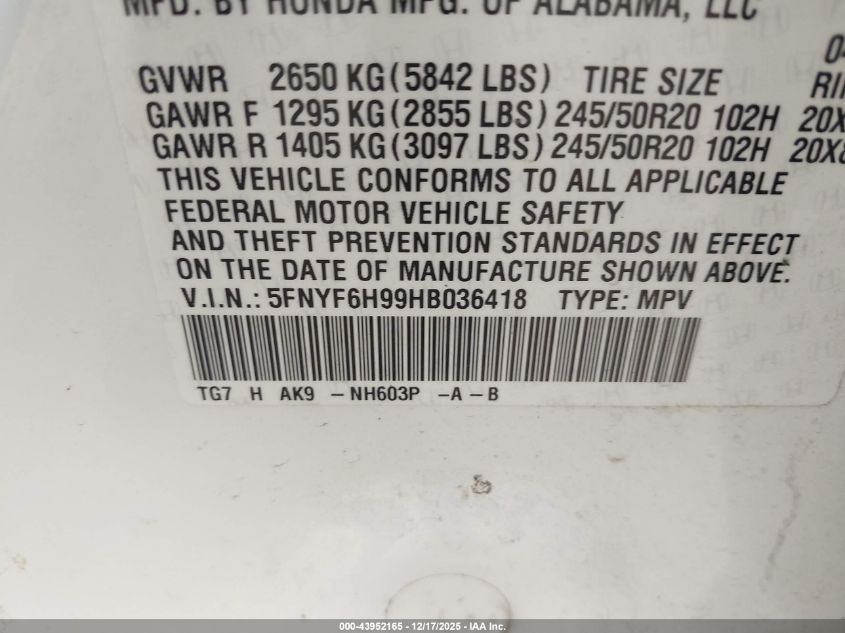 MFD. BY HONDA MFG. OF ALABAMA, LLC
GVWR 2650 KG (5842 LBS) TIRE SIZE
GAWR F 1295 KG (2855 LBS) 245/50R20 102H 20X
GAWR R 1405 KG (3097 LBS) 245/50R20 102H 20X8
THIS VEHICLE CONFORMS TO ALL APPLICABLE
FEDERAL MOTOR VEHICLE SAFETY
AND THEFT PREVENTION STANDARDS IN EFFECT
ON THE DATE OF MANUFACTURE SHOWN ABOVE.
V.I.N.: 5FNYF6H99HB036418 TYPE: MPV
TG7 H AK9 - NH603P - A - B
000-43952165 - 12/17/2025 - IAA Inc.